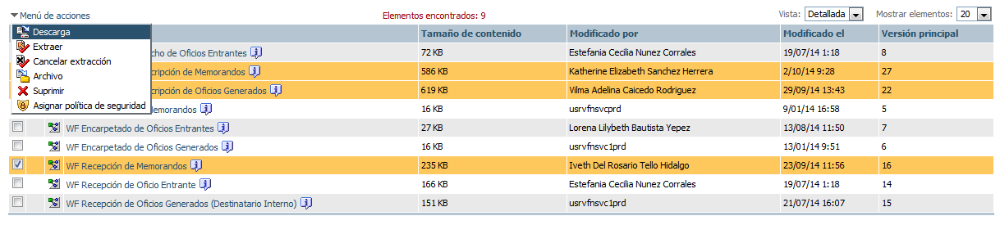 Menú de acciones Elementos encontrados: 9 Vista: Detallada Mostrar elementos: 20
Tamaño de contenido Modificado por Modificado el Versión principal
Descarga
Extraer
Cancelar extracción
Archivo
Suprimir
Asignar política de seguridad
cho de Oficios Entrantes 72 KB Estefania Cecilia Nunez Corrales 19/07/14 1:18 8
cripción de Memorandos 586 KB Katherine Elizabeth Sanchez Herrera 2/10/14 9:28 27
cripción de Oficios Generados 619 KB Vilma Adelina Caicedo Rodriguez 29/09/14 13:43 22
emorandos 16 KB usrvfnsvcprd 9/01/14 16:58 5
WF Encarpetado de Oficios Entrantes 27 KB Lorena Lilybeth Bautista Yepez 13/08/14 11:50 7
WF Encarpetado de Oficios Generados 16 KB usrvfnsvc1prd 13/01/14 9:51 6
WF Recepción de Memorandos 235 KB Iveth Del Rosario Tello Hidalgo 23/09/14 11:56 16
WF Recepción de Oficio Entrante 166 KB Estefania Cecilia Nunez Corrales 19/07/14 1:18 14
WF Recepción de Oficios Generados (Destinatario Interno) 151 KB usrvfnsvc1prd 21/07/14 16:07 15